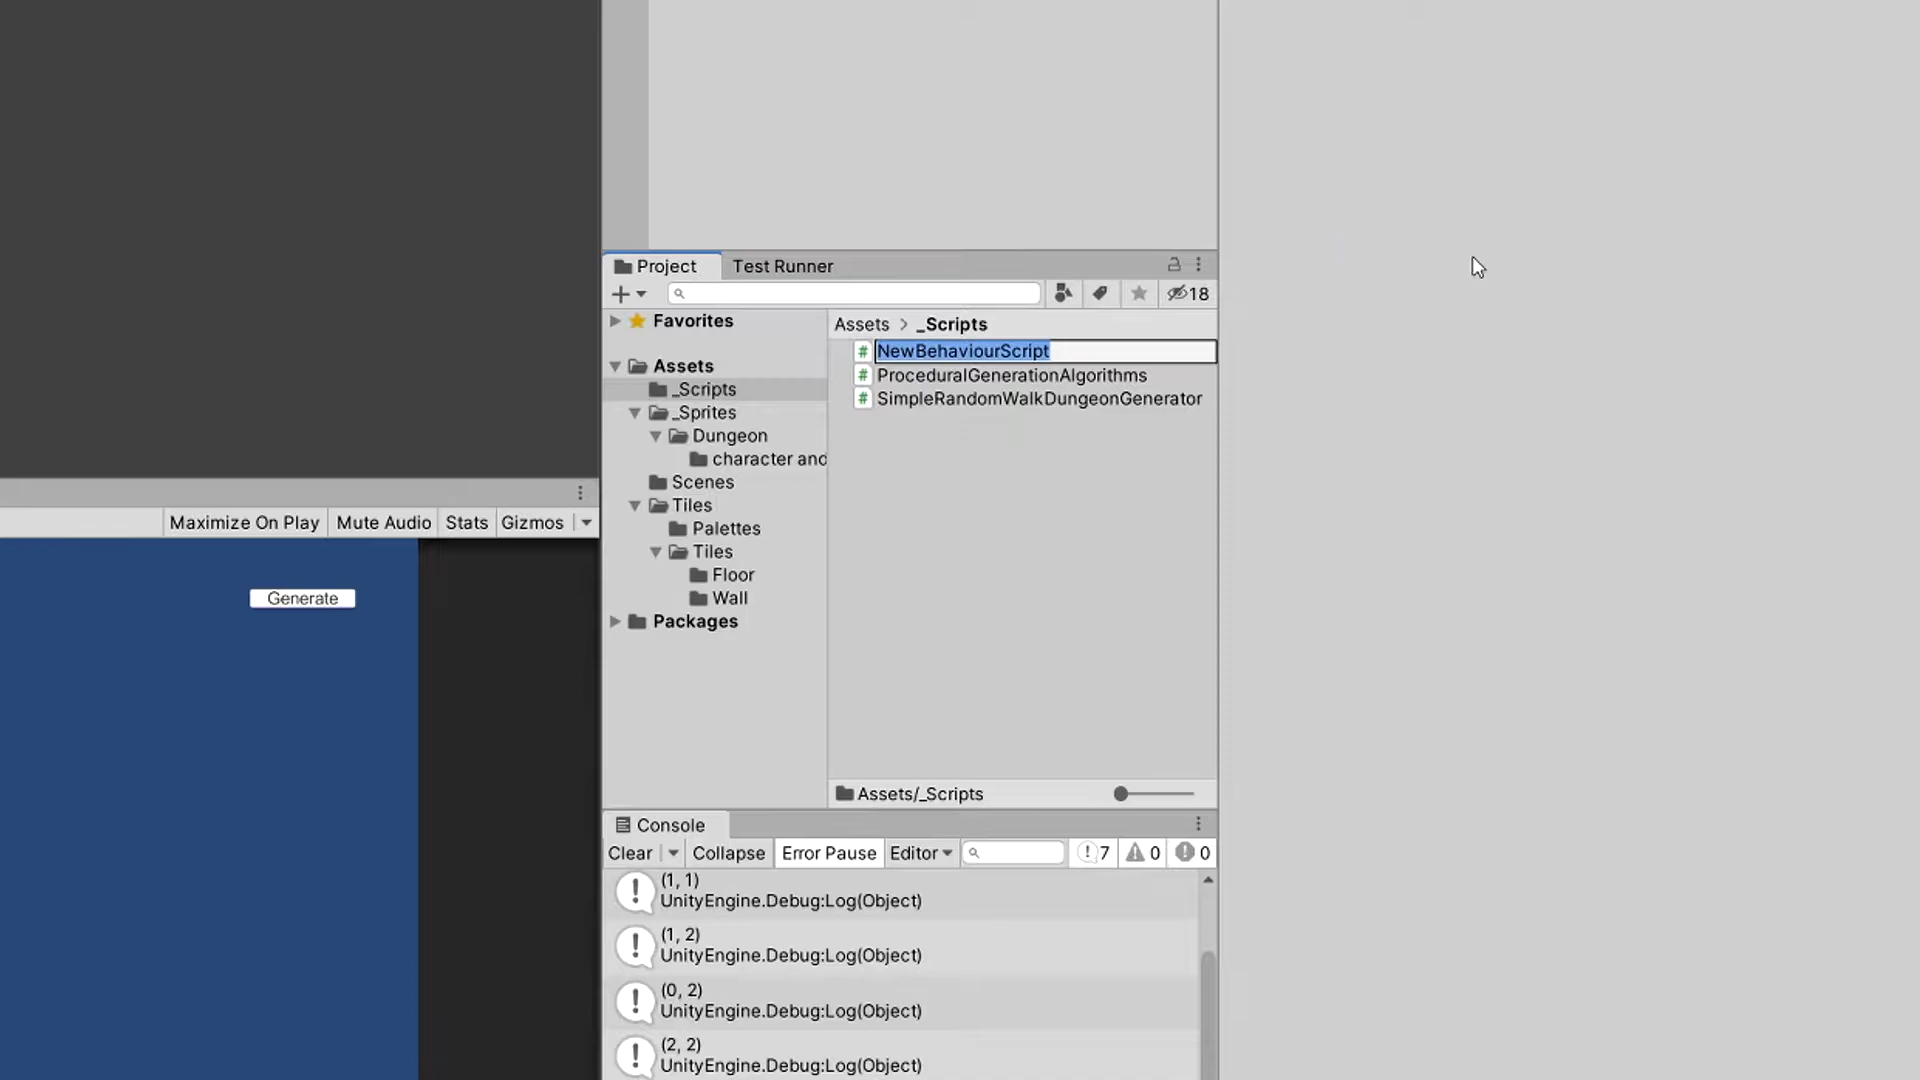 Project
Test Runner
18
Favorites
Assets > _Scripts
NewBehaviourScript
Assets
ProceduralGenerationAlgorithms
_Scripts
SimpleRandomWalkDungeonGenerator
_Sprites
Dungeon
character and
Scenes
Tiles
Maximize On Play
Mute Audio
Stats
Gizmos
Palettes
Tiles
Floor
Generate
Wall
Packages
Assets/_Scripts
Console
Clear
Collapse
Error Pause
Editor
7
0
0
(1, 1)
UnityEngine.Debug:Log(Object)
(1, 2)
UnityEngine.Debug:Log(Object)
(0, 2)
UnityEngine.Debug:Log(Object)
(2, 2)
UnityEngine.Debug:Log(Object)